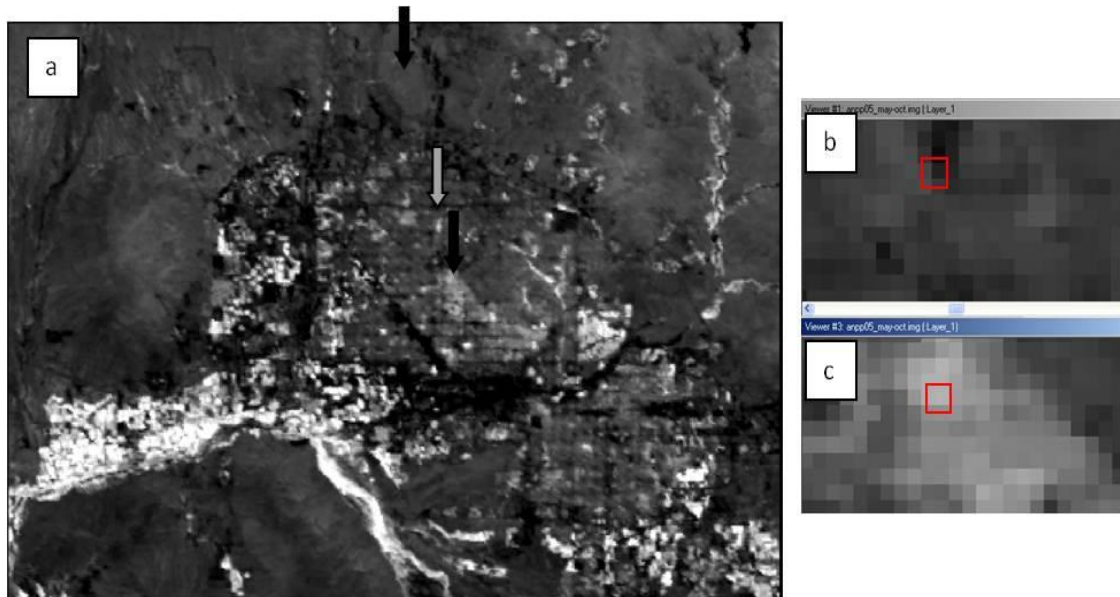 a
Viewer #1: anpp05_may-oct.img (:Layer_1
b
Viewer #3: anpp05_may-oct.img (:Layer_1)
c